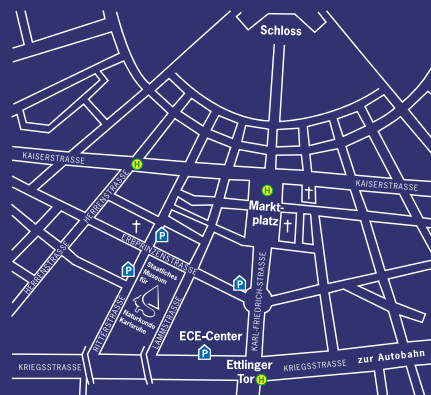 Schloss
KAISERSTRASSE
H
KAISERSTRASSE
H
HERRENSTRASSE
Markt-
platz
P
ERBPRINZENSTRASSE
HERRENSTRASSE
P
Staatliches
Museum
für
Naturkunde
Karlsruhe
P
KARL-FRIEDRICH-STRASSE
RITTERSTRASSE
LAMMSTRASSE
ECE-Center
P
KRIEGSSTRASSE
Ettlinger
Tor
H
KRIEGSSTRASSE
zur Autobahn